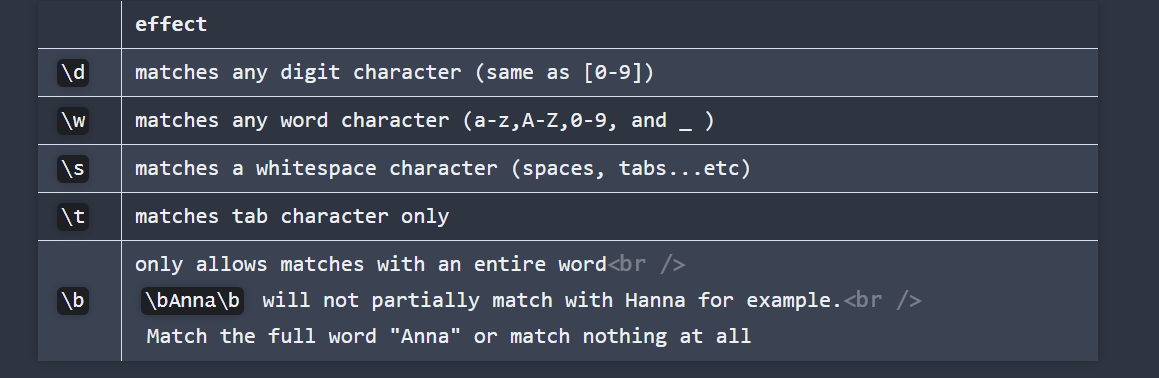 effect
\d matches any digit character (same as [0-9])
\w matches any word character (a-z,A-Z,0-9, and _ )
\s matches a whitespace character (spaces, tabs...etc)
\t matches tab character only
only allows matches with an entire word<br />
\b \bAnna\b will not partially match with Hanna for example.<br />
Match the full word "Anna" or match nothing at all